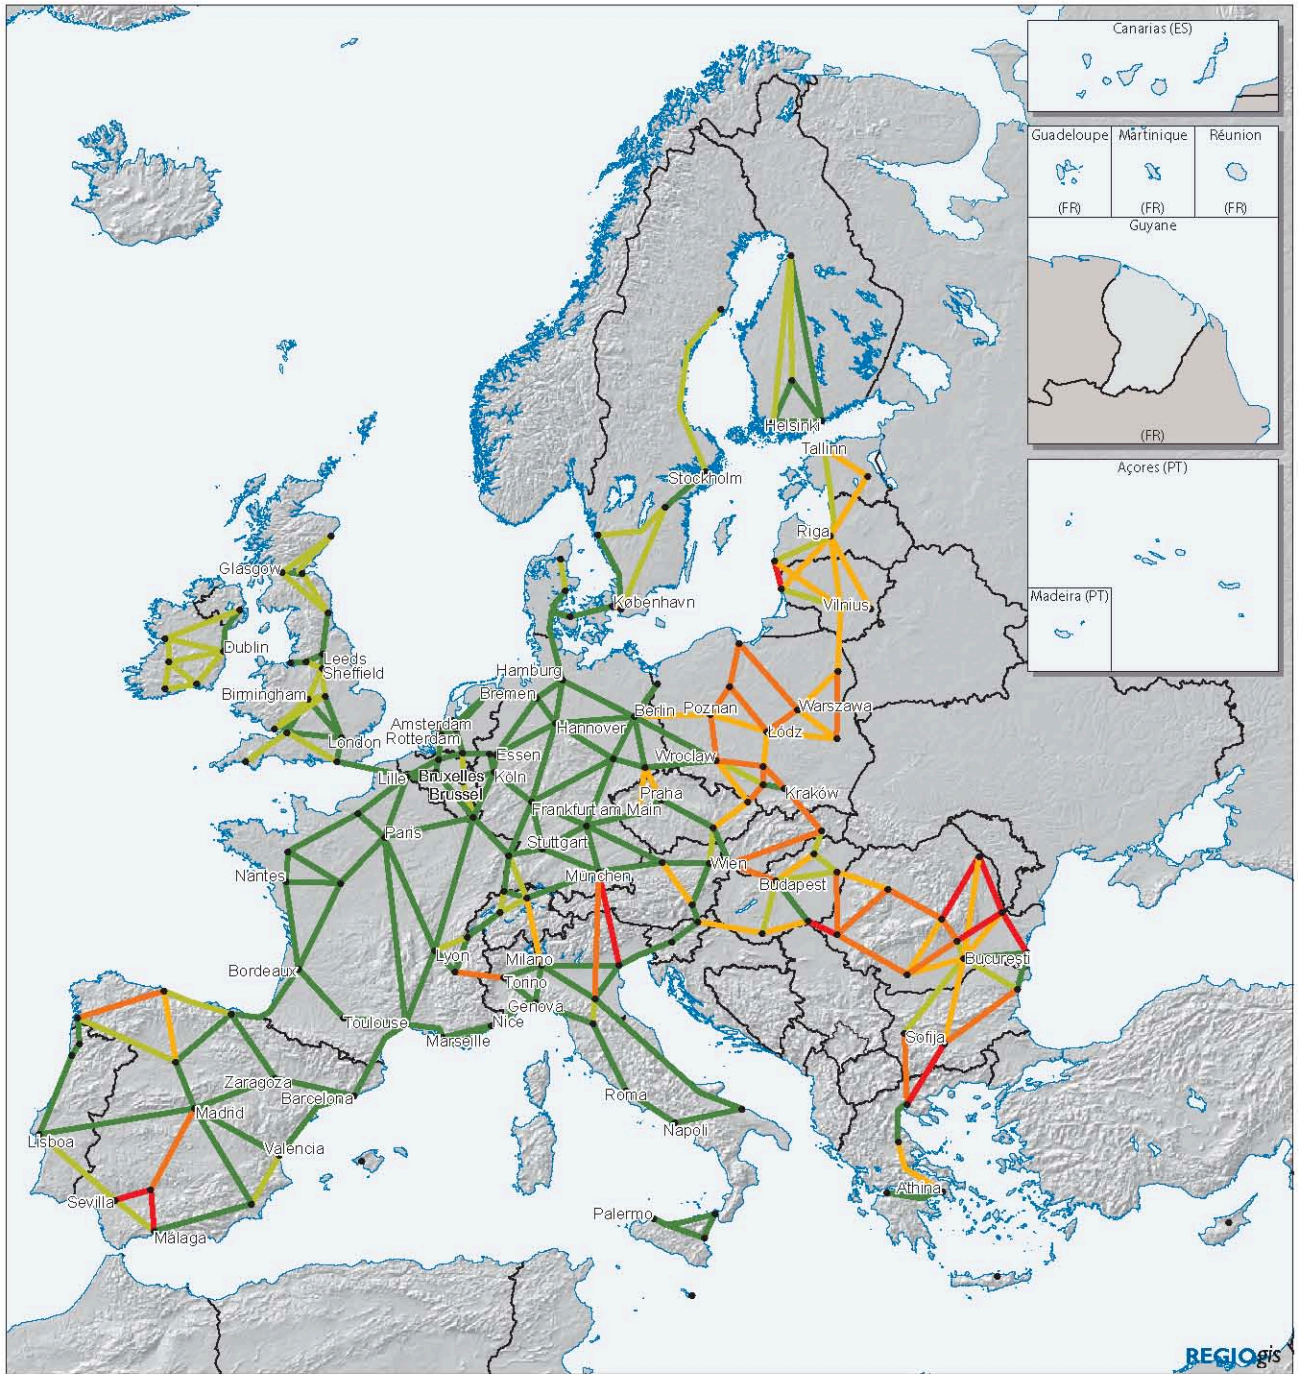 Canarias (ES)
Guadeloupe
Martinique
Réunion
(FR)
(FR)
(FR)
Guyane
(FR)
Açores (PT)
Madeira (PT)
Helsinki
Tallinn
Stockholm
Riga
Glasgow
København
Vilnius
Dublin
Leeds
Sheffield
Hamburg
Birmingham
Bremen
Berlin
Poznan
Warszawa
Amsterdam
Hannover
Łódz
Rotterdam
London
Essen
Wroclaw
Lille
Bruxelles
Köln
Brussel
Praha
Kraków
Frankfurt am Main
Paris
Stuttgart
Wien
Nantes
München
Budapest
Lyon
Milano
Bucureşti
Bordeaux
Torino
Genova
Toulouse
Nice
Marseille
Sofija
Zaragoza
Barcelona
Roma
Madrid
Napoli
Lisboa
Valencia
Sevilla
Athina
Palermo
Málaga
REGIOgis